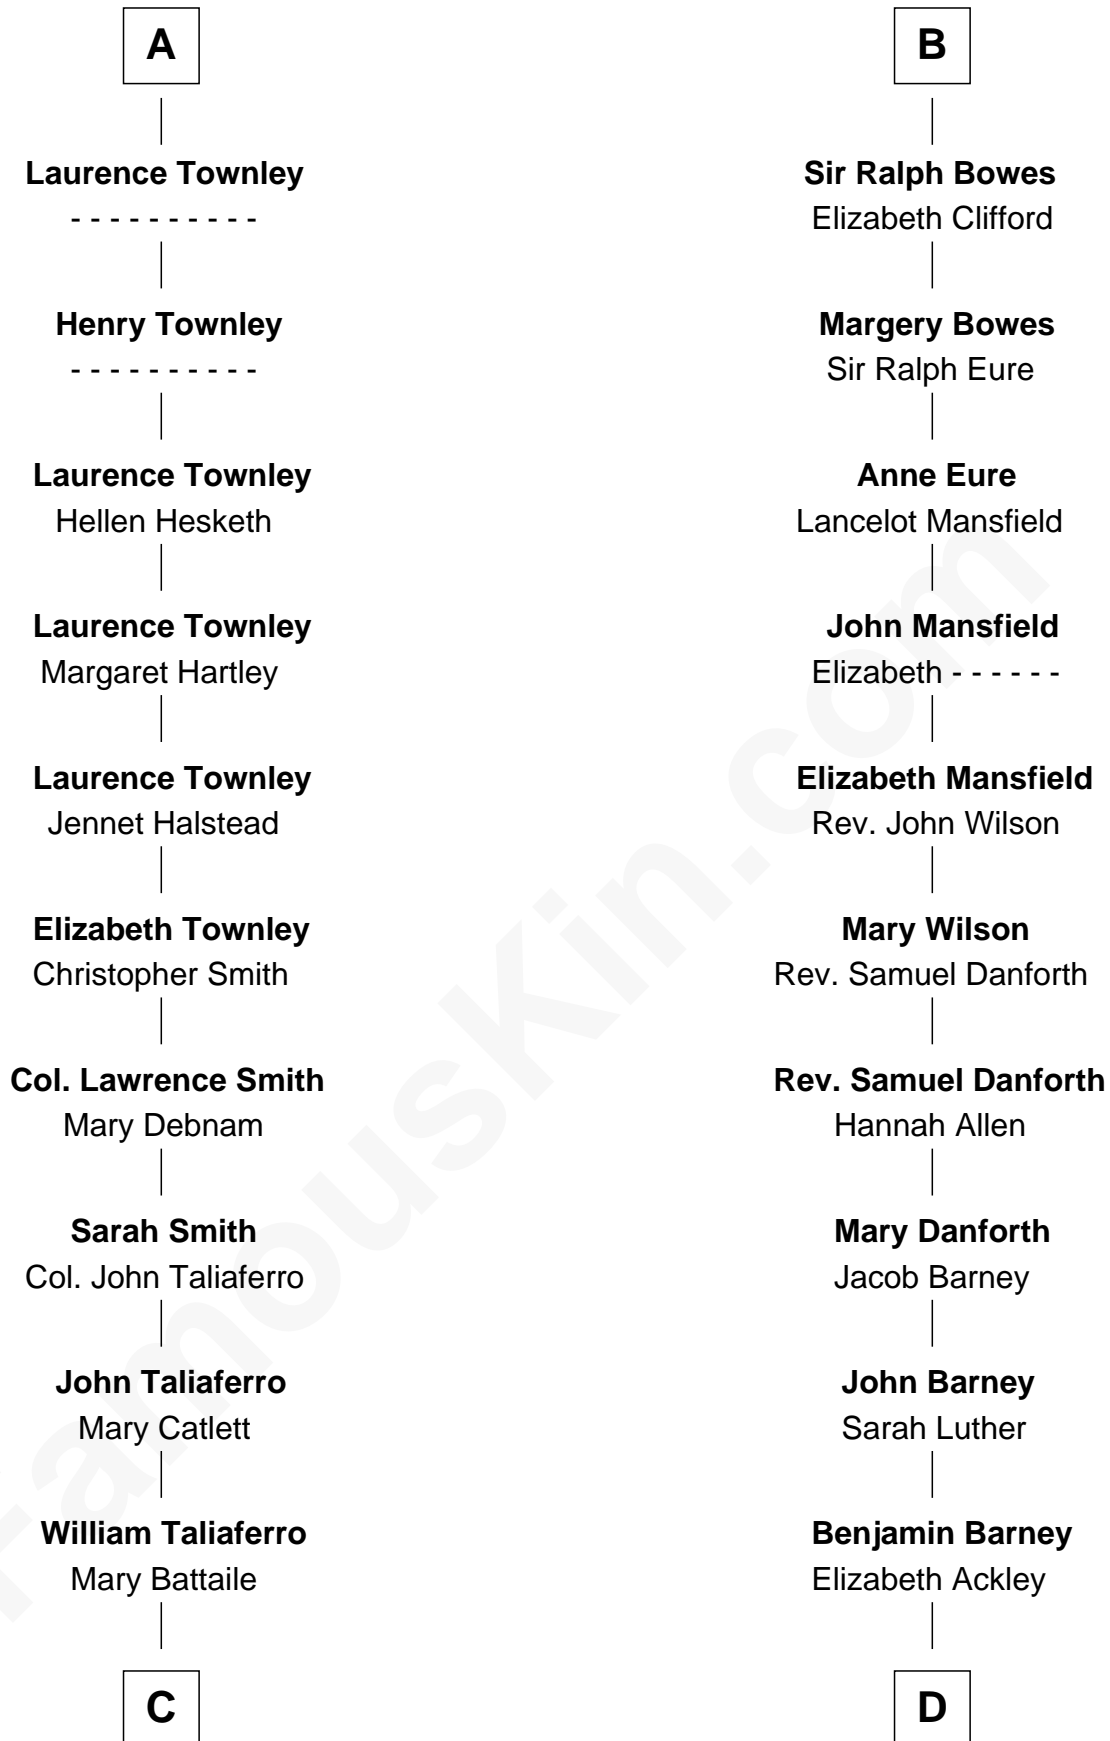 A
Laurence Townley
- - - - - - - - - -
Henry Townley
- - - - - - - - - -
Laurence Townley
Hellen Hesketh
Laurence Townley
Margaret Hartley
Laurence Townley
Jennet Halstead
Elizabeth Townley
Christopher Smith
Col. Lawrence Smith
Mary Debnam
Sarah Smith
Col. John Taliaferro
John Taliaferro
Mary Catlett
William Taliaferro
Mary Battaile
C
B
Sir Ralph Bowes
Elizabeth Clifford
Margery Bowes
Sir Ralph Eure
Anne Eure
Lancelot Mansfield
John Mansfield
Elizabeth - - - - - -
Elizabeth Mansfield
Rev. John Wilson
Mary Wilson
Rev. Samuel Danforth
Rev. Samuel Danforth
Hannah Allen
Mary Danforth
Jacob Barney
John Barney
Sarah Luther
Benjamin Barney
Elizabeth Ackley
D
FamousKin.com